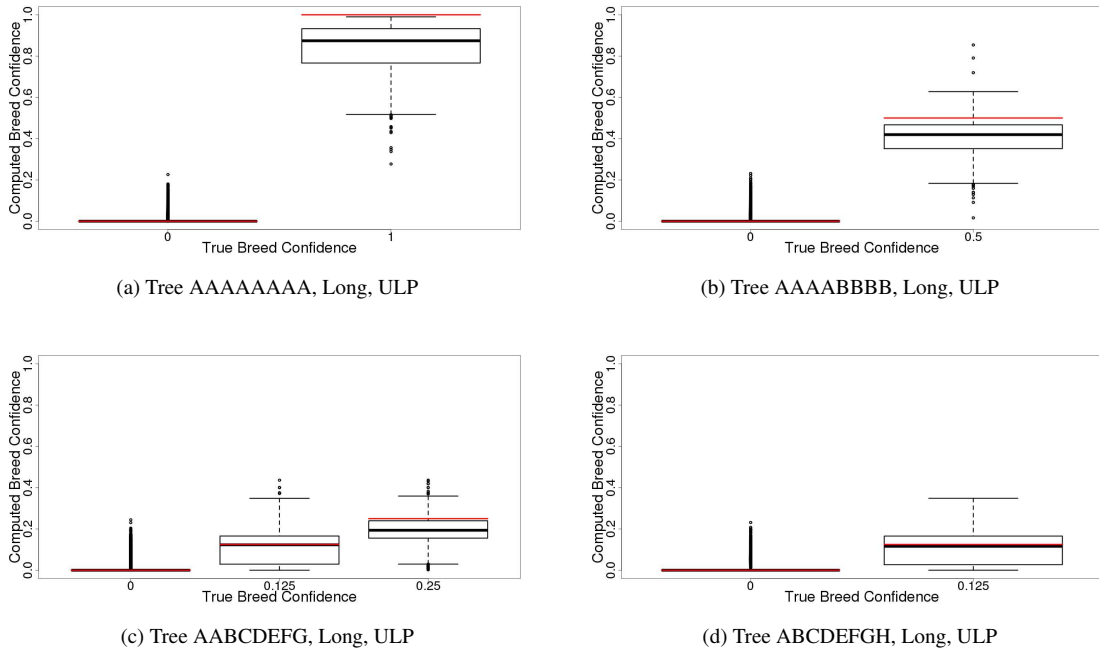 Computed Breed Confidence
1.0
0.8
0.6
0.4
0.2
0.0
0
1
True Breed Confidence
(a) Tree AAAAAAAA, Long, ULP
Computed Breed Confidence
1.0
0.8
0.6
0.4
0.2
0.0
0
0.5
True Breed Confidence
(b) Tree AAAABBBB, Long, ULP
Computed Breed Confidence
1.0
0.8
0.6
0.4
0.2
0.0
0
0.125
0.25
True Breed Confidence
(c) Tree AABCDEFG, Long, ULP
Computed Breed Confidence
1.0
0.8
0.6
0.4
0.2
0.0
0
0.125
True Breed Confidence
(d) Tree ABCDEFGH, Long, ULP